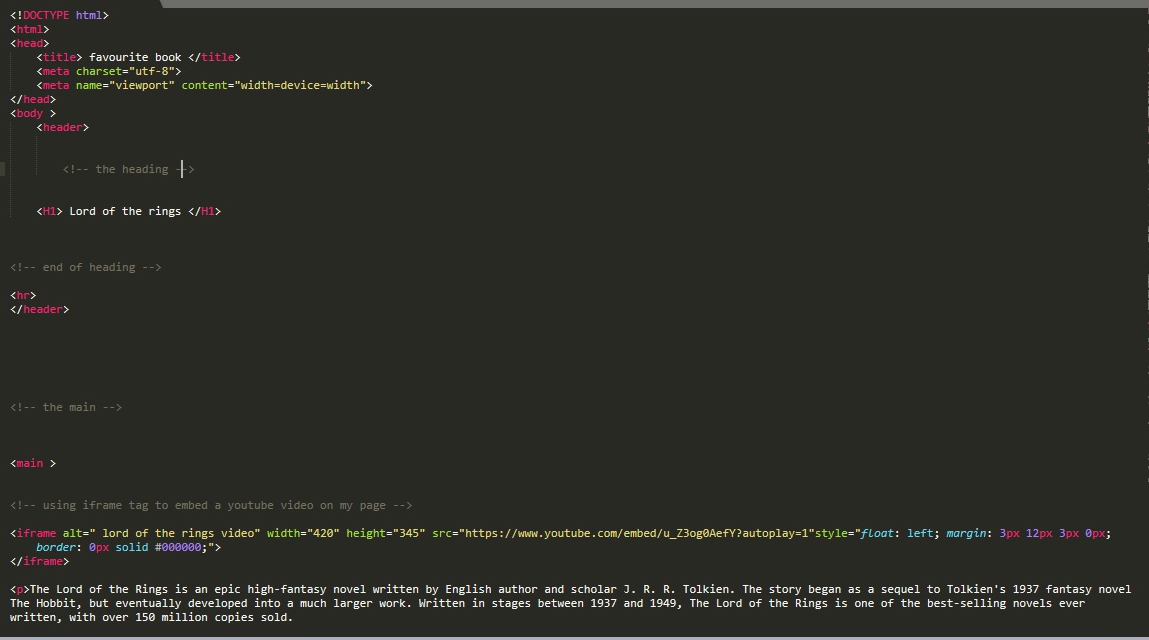 <!DOCTYPE html>
<html>
<head>
<title> favourite book </title>
<meta charset="utf-8">
<meta name="viewport" content="width=device=width">
</head>
<body >
<header>
<!-- the heading -->
<H1> Lord of the rings </H1>
<!-- end of heading -->
<hr>
</header>
<!-- the main -->
<main >
<!-- using iframe tag to embed a youtube video on my page -->
<iframe alt=" lord of the rings video" width="420" height="345" src="https://www.youtube.com/embed/u_Z3og0AefY?autoplay=1"style="float: left; margin: 3px 12px 3px 0px;
border: 0px solid #000000;">
</iframe>
<p>The Lord of the Rings is an epic high-fantasy novel written by English author and scholar J. R. R. Tolkien. The story began as a sequel to Tolkien's 1937 fantasy novel
The Hobbit, but eventually developed into a much larger work. Written in stages between 1937 and 1949, The Lord of the Rings is one of the best-selling novels ever
written, with over 150 million copies sold.